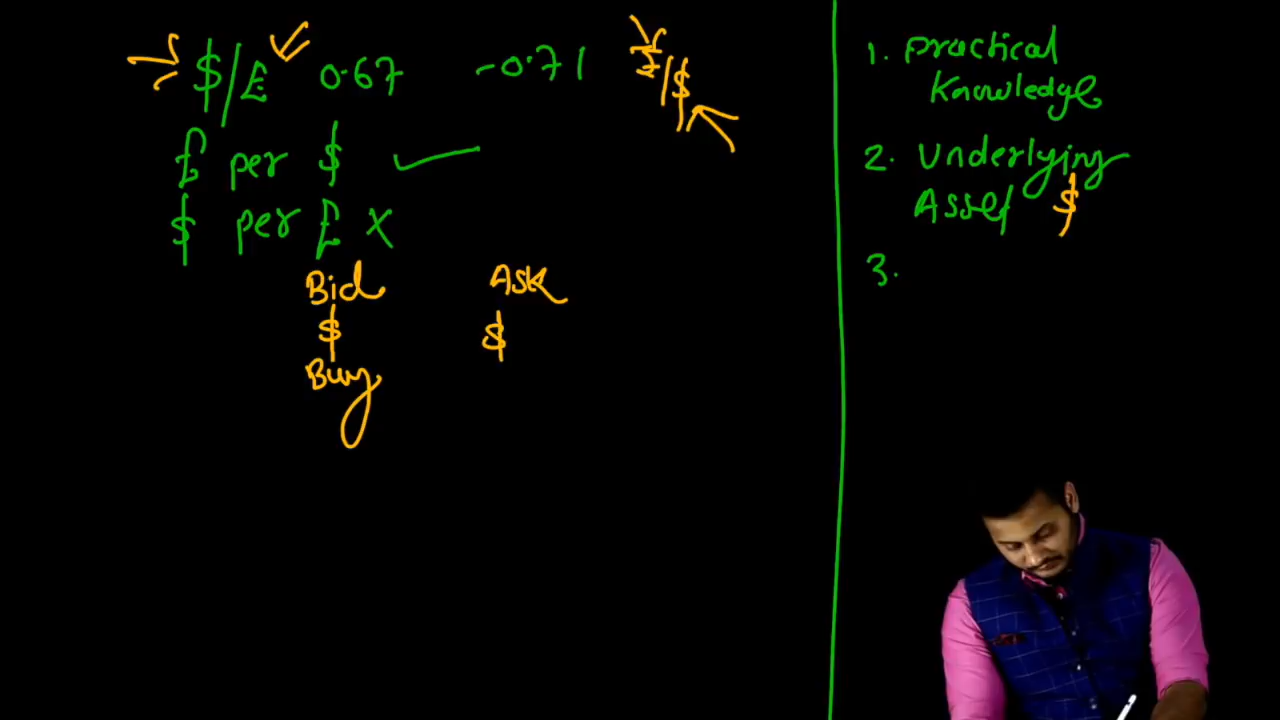 $/£ 0.67 -0.71 £/$
£ per $ ✓
$ per £ x
Bid Ask
$ $
Buy
1. Practical
Knowledge
2. Underlying
Asset $
3.